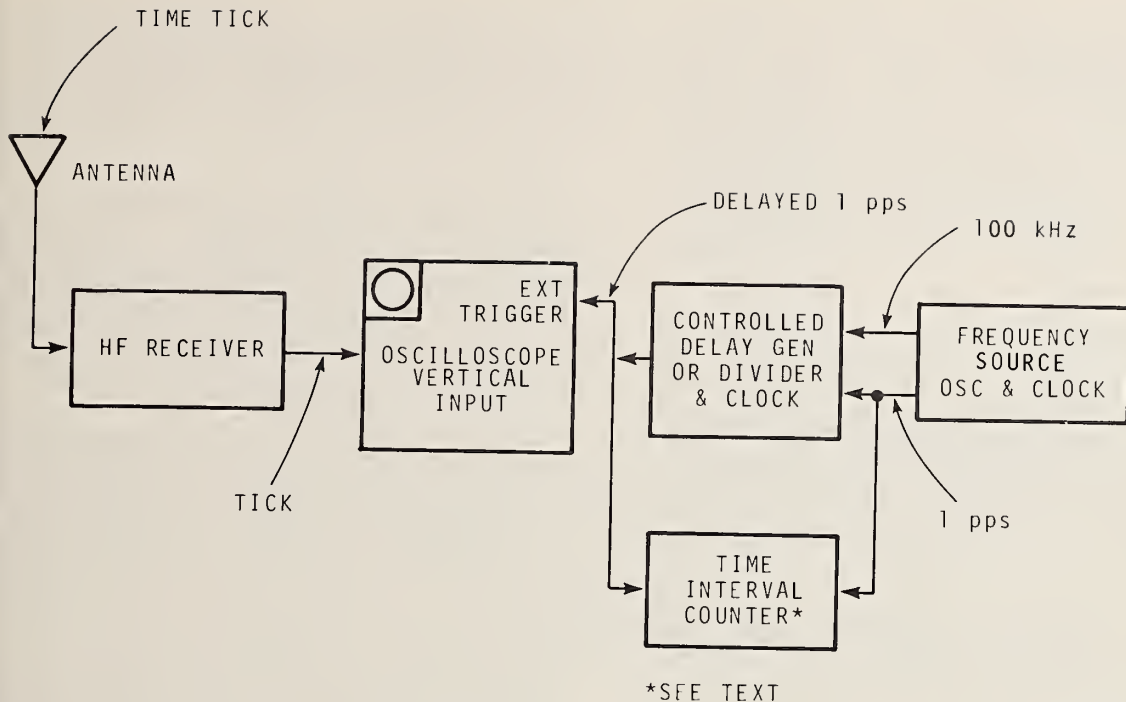 TIME TICK
ANTENNA
DELAYED 1 pps
100 kHz
HF RECEIVER
EXT
TRIGGER
OSCILLOSCOPE
VERTICAL
INPUT
CONTROLLED
DELAY GEN
OR DIVIDER
& CLOCK
FREQUENCY
SOURCE
OSC & CLOCK
TICK
1 pps
TIME
INTERVAL
COUNTER*
*SEE TEXT